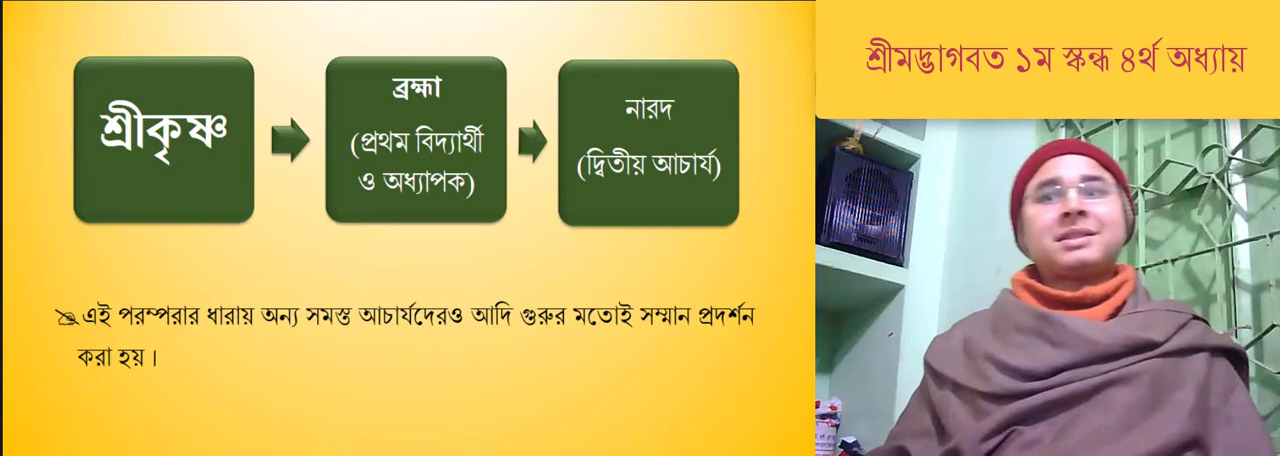 শ্রীমদ্ভাগবত ১ম স্কন্ধ ৪র্থ অধ্যায়
শ্রীকৃষ্ণ
ব্রহ্মা
(প্রথম বিদ্যার্থী
ও অধ্যাপক)
নারদ
(দ্বিতীয় আচার্য)
এই পরম্পরার ধারায় অন্য সমস্ত আচার্যদেরও আদি গুরুর মতোই সম্মান প্রদর্শন
করা হয়।